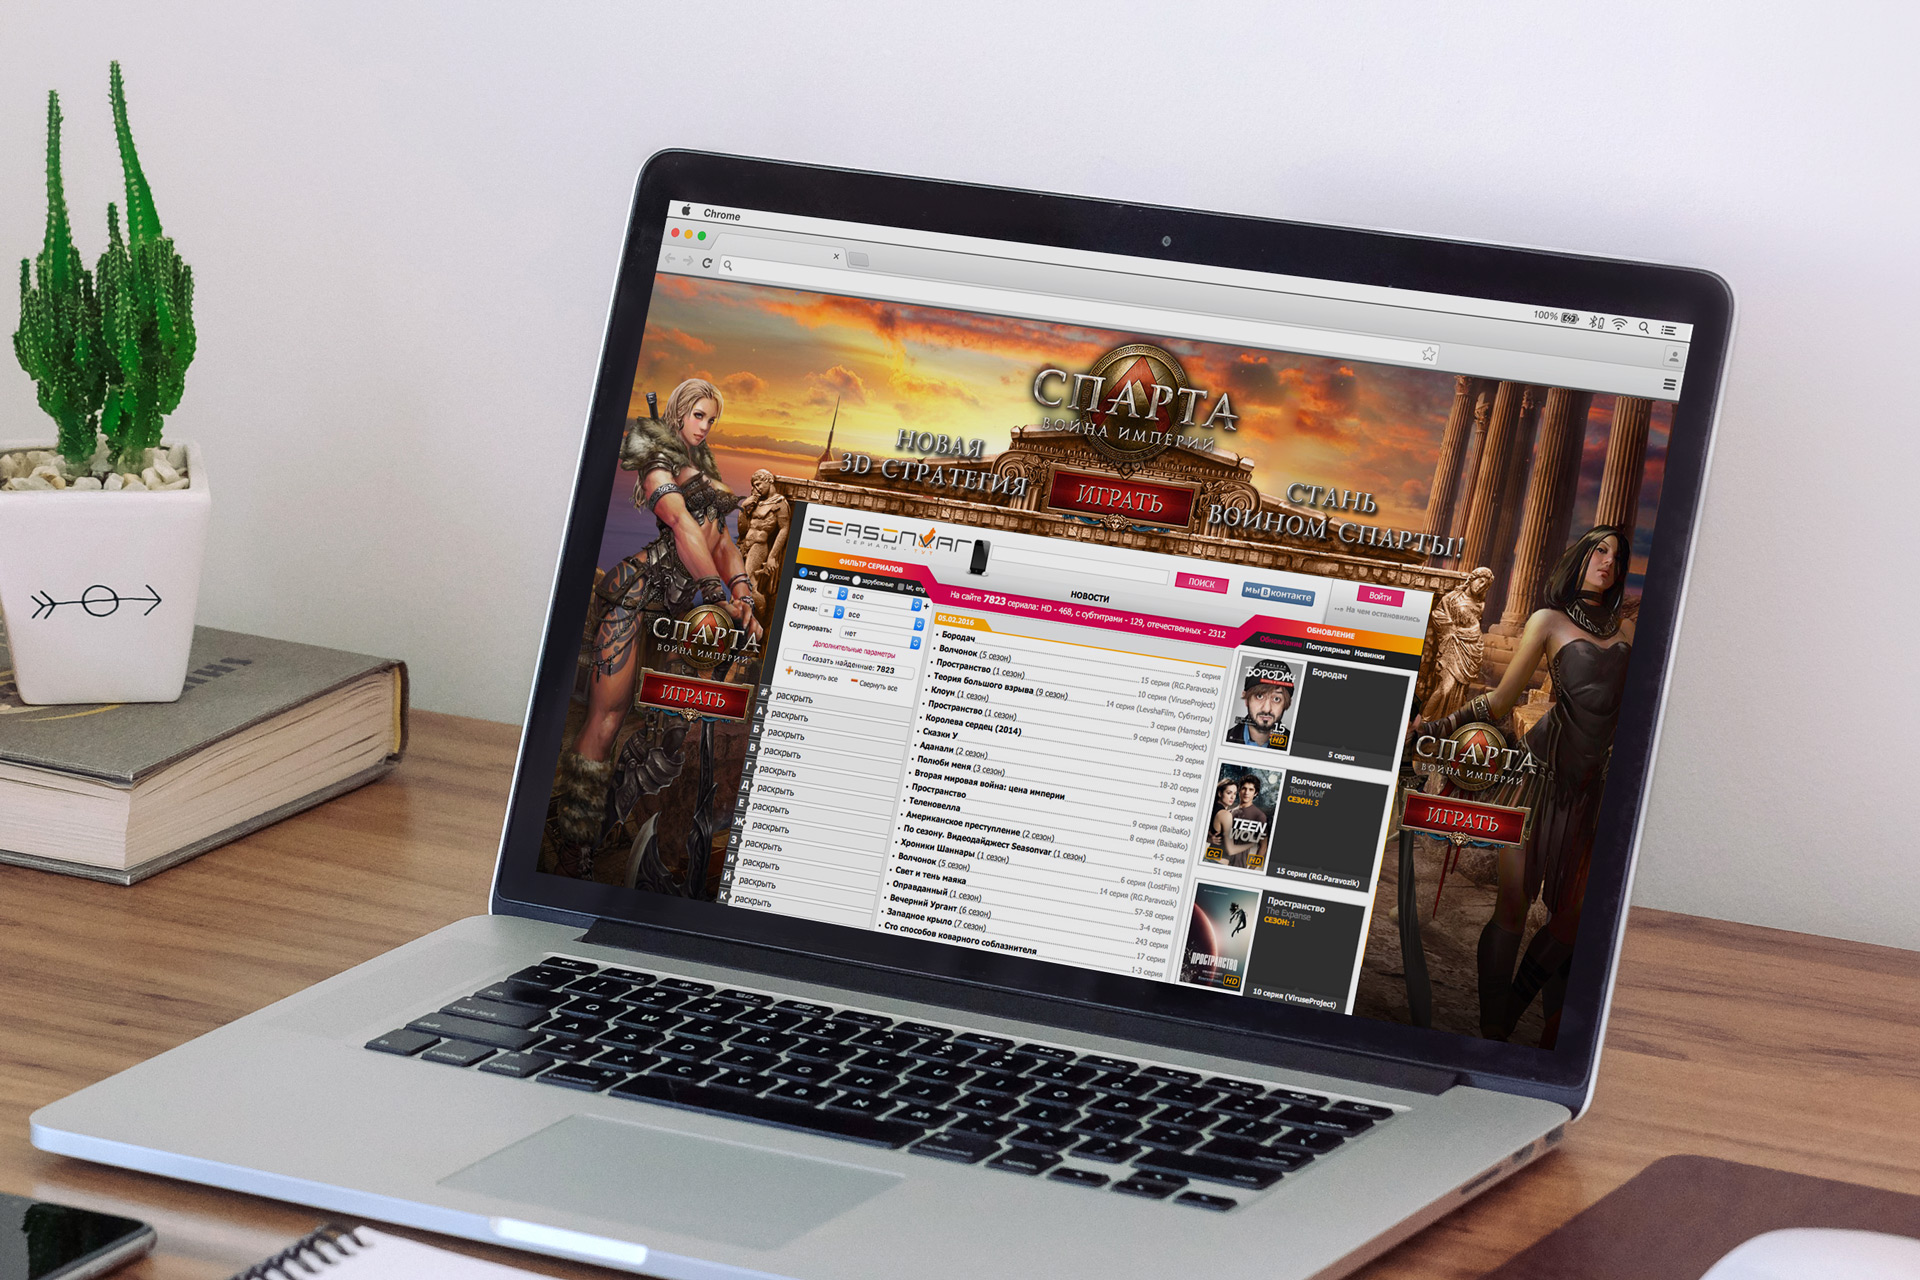 Chrome
100%
СПАРТА
ВОЙНА ИМПЕРИЙ
НОВАЯ
3D СТРАТЕГИЯ
ИГРАТЬ
СТАНЬ
ВОИНОМ СПАРТЫ!
SEASONVAR
СЕРИАЛЫ · ТУТ
ПОИСК
мы В контакте
Войти
На чем остановились
ФИЛЬТР СЕРИАЛОВ
все русские зарубежные lat, eng
НОВОСТИ
На сайте 7823 сериала: HD - 468, с субтитрами - 129, отечественных - 2312
ОБНОВЛЕНИЕ
Обновления Популярные Новинки
Жанр: = все
Страна: = все
Сортировать: нет
Дополнительные параметры
Показать найденные: 7823
Развернуть все Свернуть все
# раскрыть
А раскрыть
Б раскрыть
В раскрыть
Г раскрыть
Д раскрыть
Е раскрыть
Ж раскрыть
З раскрыть
И раскрыть
Й раскрыть
К раскрыть
05.02.2016
Бородач 5 серия
Волчонок (5 сезон) 15 серия (RG.Paravozik)
Пространство (1 сезон) 10 серия (ViruseProject)
Теория большого взрыва (9 сезон) 14 серия (LevshaFilm, Субтитры)
Клоун (1 сезон) 3 серия (Hamster)
Пространство (1 сезон) 9 серия (ViruseProject)
Королева сердец (2014) 29 серия
Сказки У 13 серия
Аданали (2 сезон) 18-20 серия
Полюби меня (3 сезон) 3 серия
Вторая мировая война: цена империи 1 серия
Пространство 9 серия (BaibaKo)
Теленовелла 8 серия (BaibaKo)
Американское преступление (2 сезон) 4-5 серия
По сезону. Видеодайджест Seasonvar (1 сезон) 51 серия
Хроники Шаннары (1 сезон) 6 серия (LostFilm)
Волчонок (5 сезон) 14 серия (RG.Paravozik)
Свет и тень маяка 57-58 серия
Оправданный (1 сезон) 3-4 серия
Вечерний Ургант (6 сезон) 243 серия
Западное крыло (7 сезон) 17 серия
Сто способов коварного соблазнителя 1-3 серия
БОРОДАЧ
15
HD
Бородач
5 серия
TEEN
WOLF
CC
HD
Волчонок
Teen Wolf
СЕЗОН: 5
15 серия (RG.Paravozik)
ПРОСТРАНСТВО
HD
Пространство
The Expanse
СЕЗОН: 1
10 серия (ViruseProject)
СПАРТА
ВОЙНА ИМПЕРИЙ
ИГРАТЬ
СПАРТА
ВОЙНА ИМПЕРИЙ
ИГРАТЬ